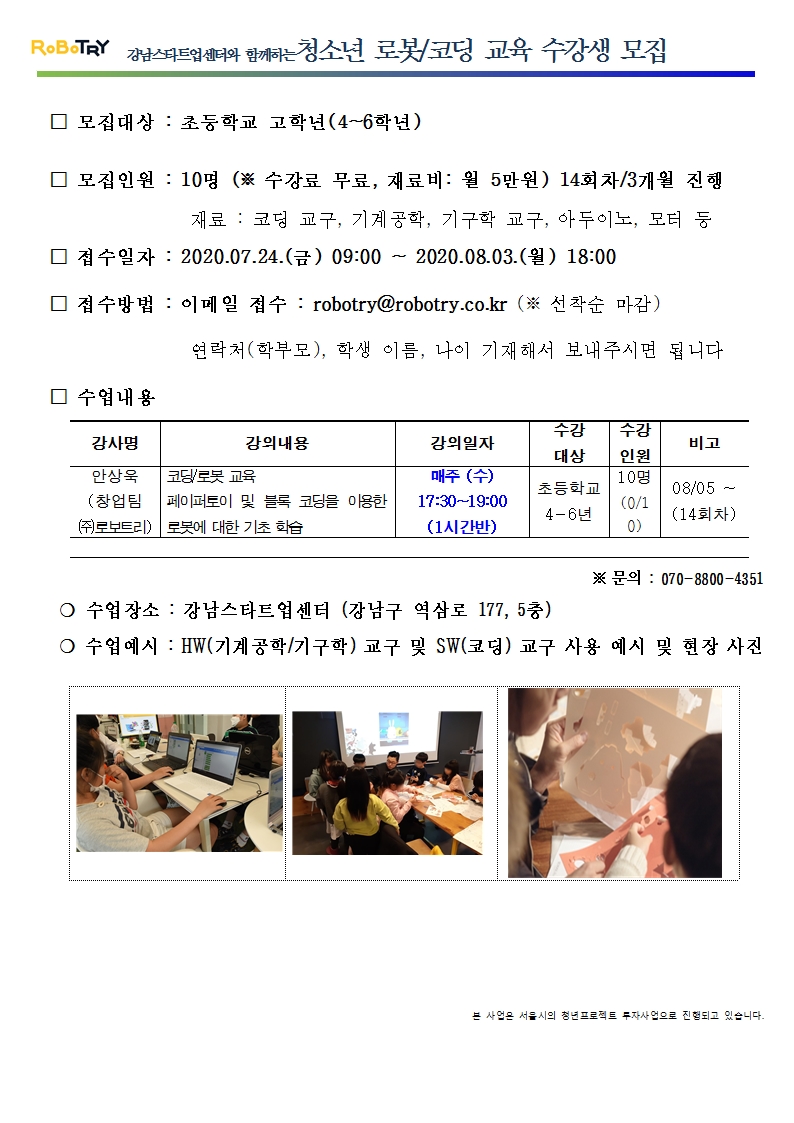 RoBoTRY 강남스타트업센터와 함께하는청소년 로봇/코딩 교육 수강생 모집
□ 모집대상 : 초등학교 고학년(4~6학년)
□ 모집인원 : 10명 (※ 수강료 무료, 재료비: 월 5만원) 14회차/3개월 진행
재료 : 코딩 교구, 기계공학, 기구학 교구, 아두이노, 모터 등
□ 접수일자 : 2020.07.24.(금) 09:00 ~ 2020.08.03.(월) 18:00
□ 접수방법 : 이메일 접수 : robotry@robotry.co.kr (※ 선착순 마감)
연락처(학부모), 학생 이름, 나이 기재해서 보내주시면 됩니다
□ 수업내용
강사명 강의내용 강의일자 수강 대상 수강 인원 비고
안상욱 (창업팀 ㈜로보트리)
코딩/로봇 교육
페이퍼토이 및 블록 코딩을 이용한
로봇에 대한 기초 학습
매주 (수)
17:30~19:00
(1시간반)
초등학교
4-6년
10명
(0/1
0)
08/05 ~
(14회차)
※ 문의 : 070-8800-4351
❍ 수업장소 : 강남스타트업센터 (강남구 역삼로 177, 5층)
❍ 수업예시 : HW(기계공학/기구학) 교구 및 SW(코딩) 교구 사용 예시 및 현장 사진
본 사업은 서울시의 청년프로젝트 투자사업으로 진행되고 있습니다.